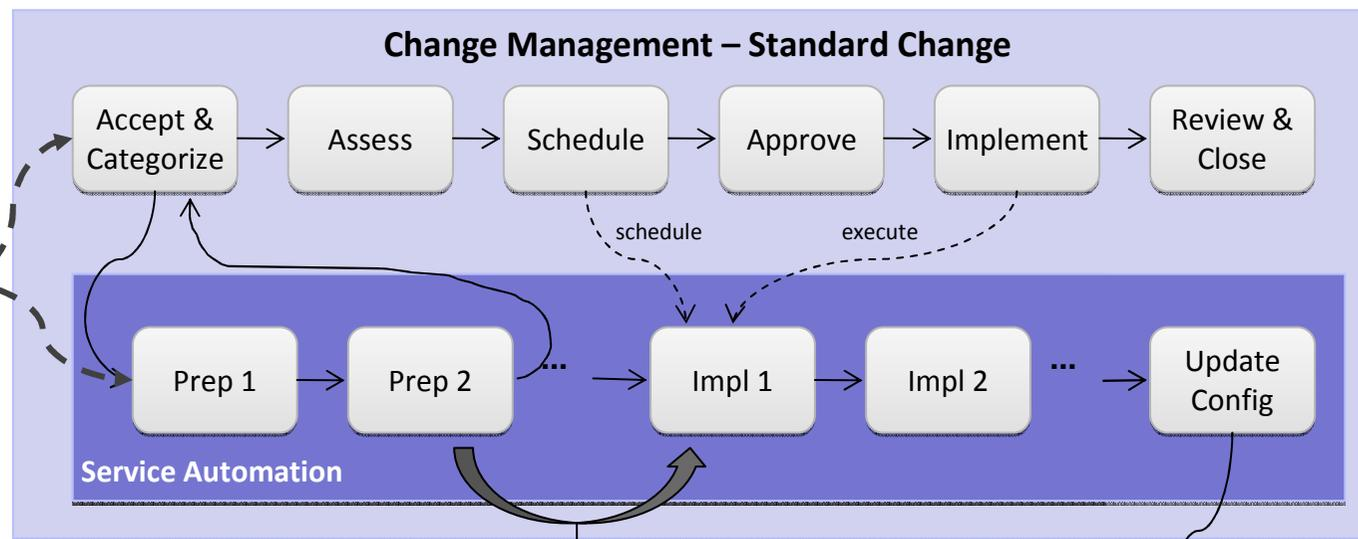 Change Management – Standard Change
Accept &
Categorize
Assess
Schedule
Approve
Implement
Review &
Close
schedule
execute
Prep 1
Prep 2
...
Impl 1
Impl 2
...
Update
Config
Service Automation